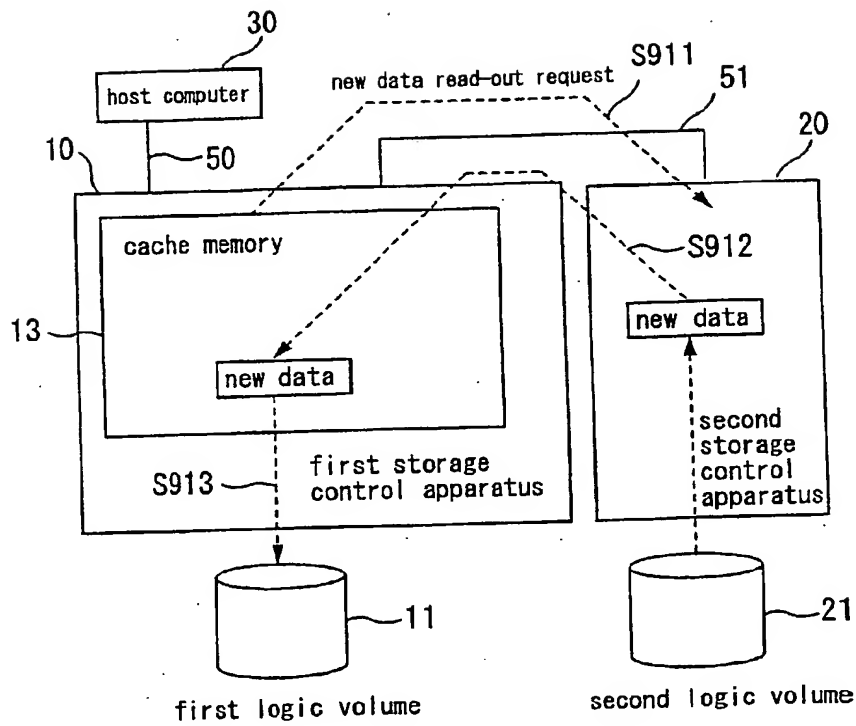 30
S911
new data read-out request
51
host computer
10
50
20
cache memory
S912
13
new data
new data
second
storage
control
apparatus
first storage
control apparatus
S913
11
21
first logic volume
second logic volume